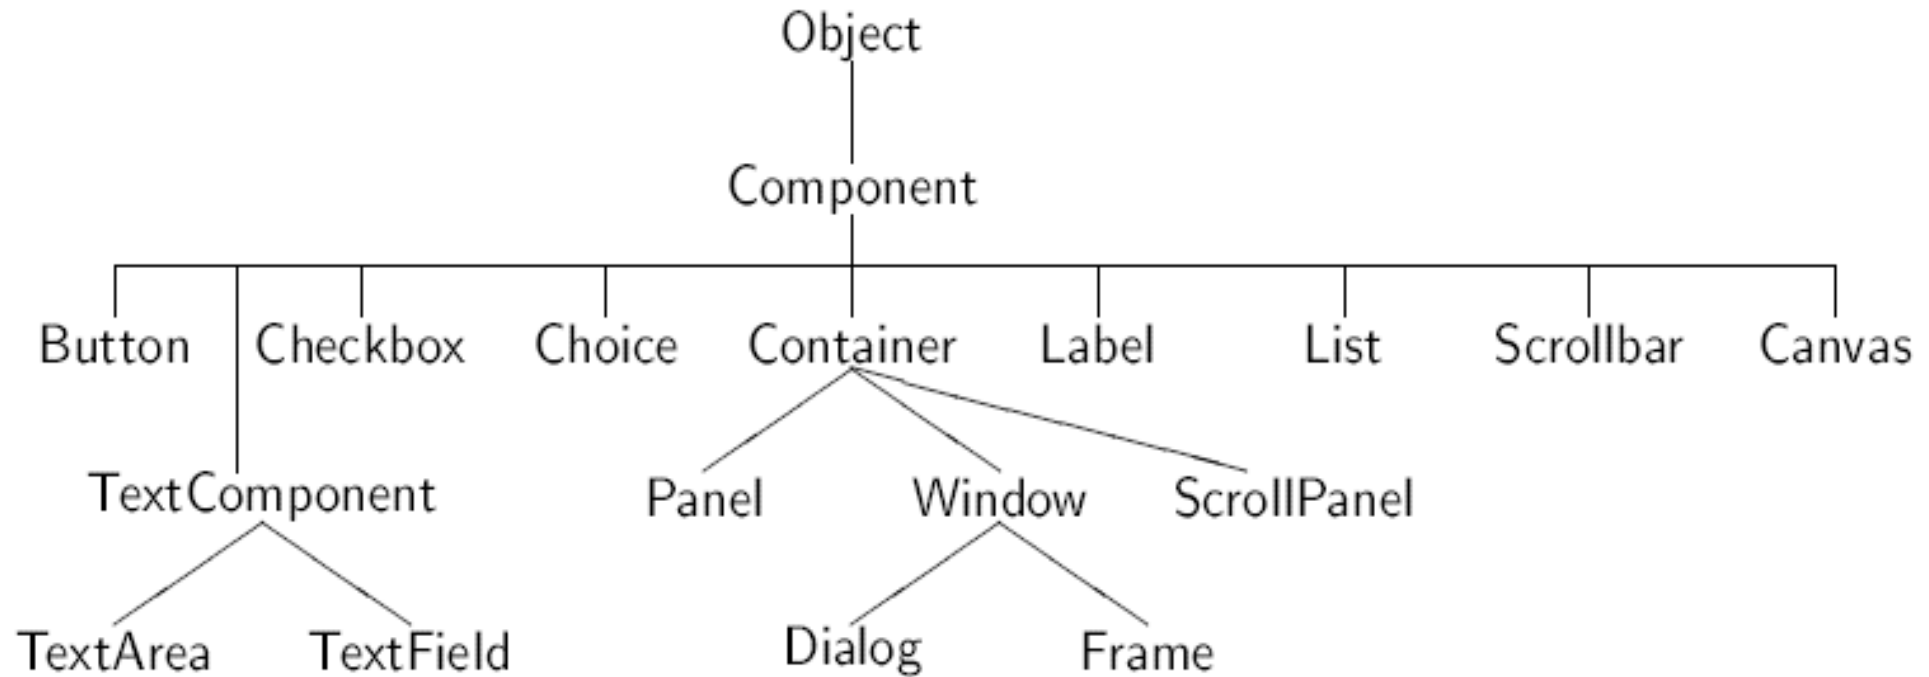 Object
Component
Button Checkbox Choice Container Label List Scrollbar Canvas
TextComponent Panel Window ScrollPanel
TextArea TextField Dialog Frame